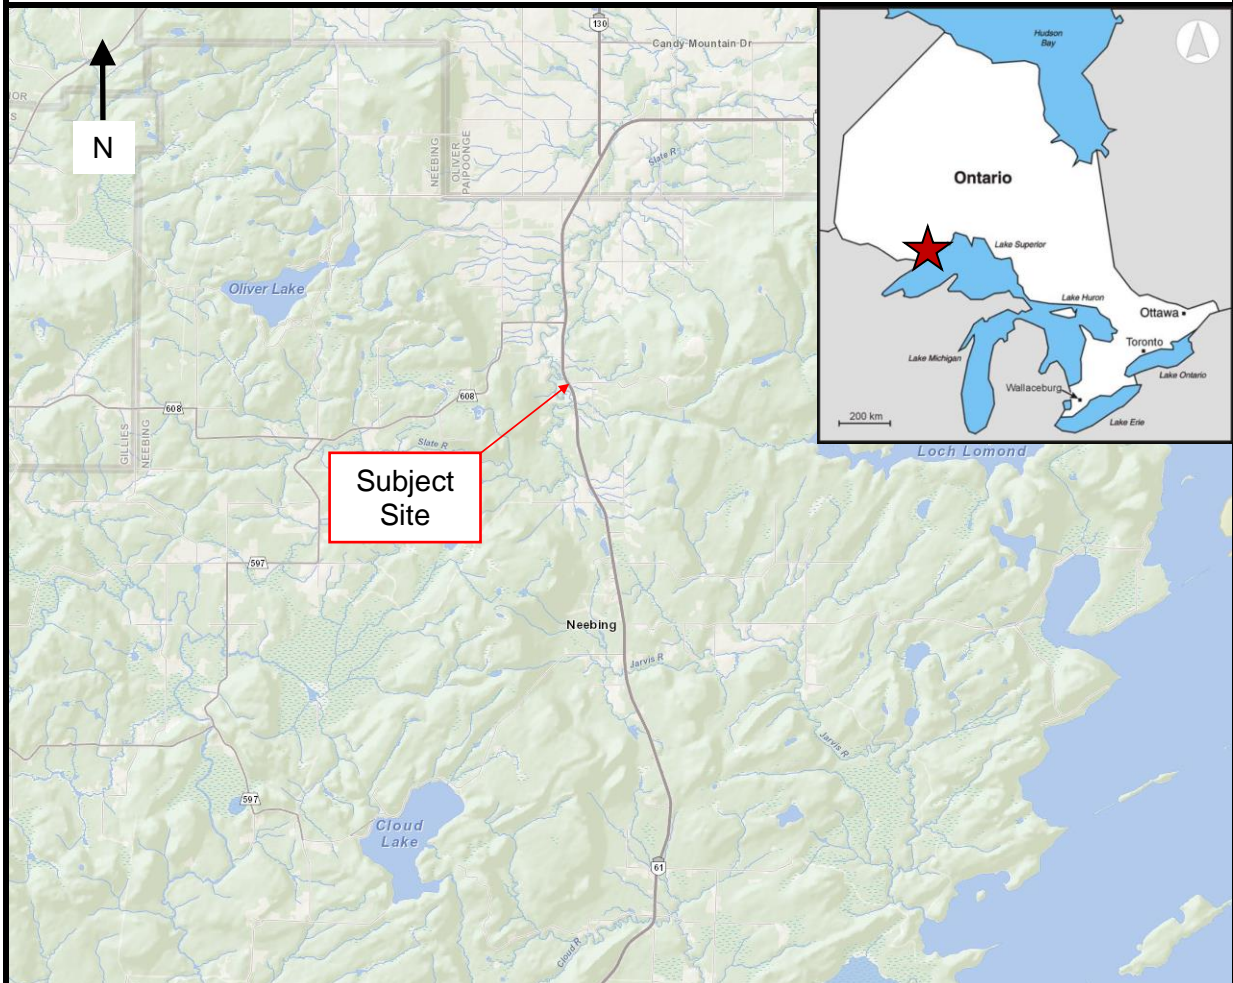 130
Candy Mountain Dr
N
NEEBING
OLIVER
PAIPOONGE
Slate R
Oliver Lake
608
608
GILLIES
NEEBING
Slate R
Subject
Site
Loch Lomond
597
Neebing
Jarvis R
Jarvis R
597
Cloud
Lake
61
Cloud R
Hudson
Bay
Ontario
Lake Superior
Lake Huron
Ottawa
Toronto
Lake Michigan
Lake Ontario
Wallaceburg
200 km
Lake Erie